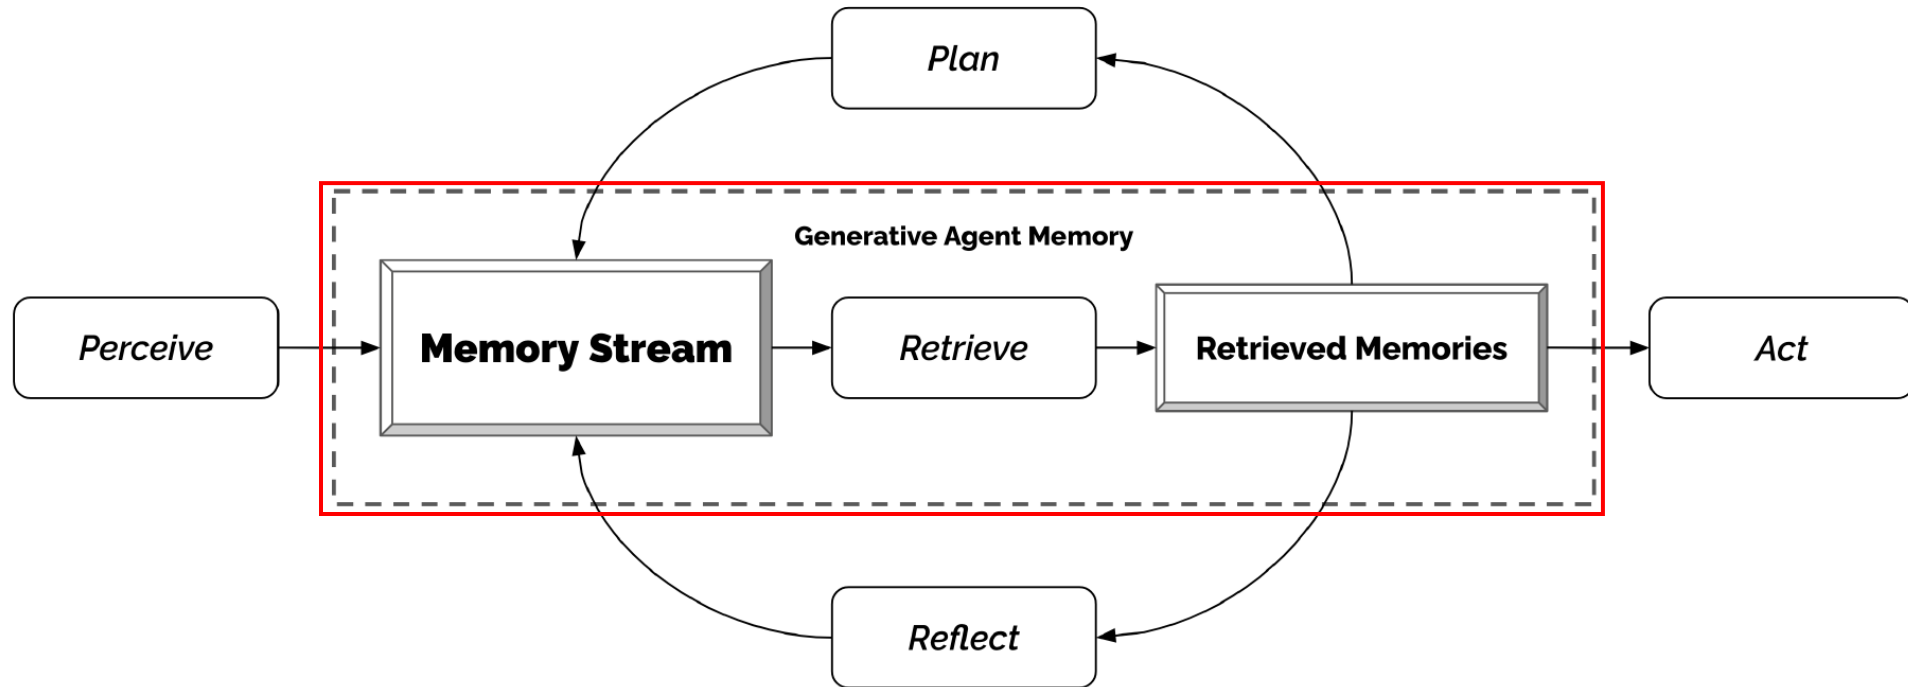 Plan
Generative Agent Memory
Perceive
Memory Stream
Retrieve
Retrieved Memories
Act
Reflect